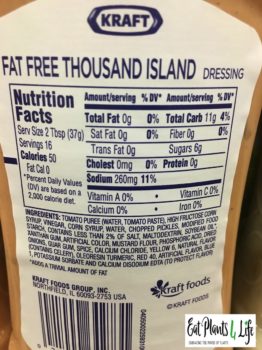 KRAFT
FAT FREE THOUSAND ISLAND DRESSING
Nutrition Facts
Serv Size 2 Tbsp (37g)
Servings 16
Calories 50
Fat Cal 0
*Percent Daily Values (DV) are based on a 2,000 calorie diet.
Amount/serving %DV* Amount/serving %DV*
Total Fat 0g 0% Total Carb 11g 4%
Sat Fat 0g 0% Fiber 0g 0%
Trans Fat 0g Sugars 6g
Cholest 0mg 0% Protein 0g
Sodium 260mg 11%
Vitamin A 0% • Vitamin C 0%
Calcium 0% • Iron 0%
INGREDIENTS: TOMATO PUREE (WATER, TOMATO PASTE), HIGH FRUCTOSE CORN
SYRUP, VINEGAR, CORN SYRUP, WATER, CHOPPED PICKLES, MODIFIED FOOD
STARCH, CONTAINS LESS THAN 2% OF SALT, MALTODEXTRIN, SOYBEAN OIL*,
XANTHAN GUM, ARTIFICIAL COLOR, MUSTARD FLOUR, PHOSPHORIC ACID, DRIED
ONIONS, GUAR GUM, SPICE, CALCIUM CHLORIDE, YELLOW 6, NATURAL FLAVOR,
OLEORESIN TURMERIC, RED 40, ARTIFICIAL FLAVOR, BLUE
1, POTASSIUM SORBATE AND CALCIUM DISODIUM EDTA (TO PROTECT FLAVOR)
*ADDS A TRIVIAL AMOUNT OF FAT
KRAFT FOODS GROUP, INC.
NORTHFIELD, IL 60093-2753 USA
kraft foods
© KRAFT FOODS
Eat Plants 4 Life